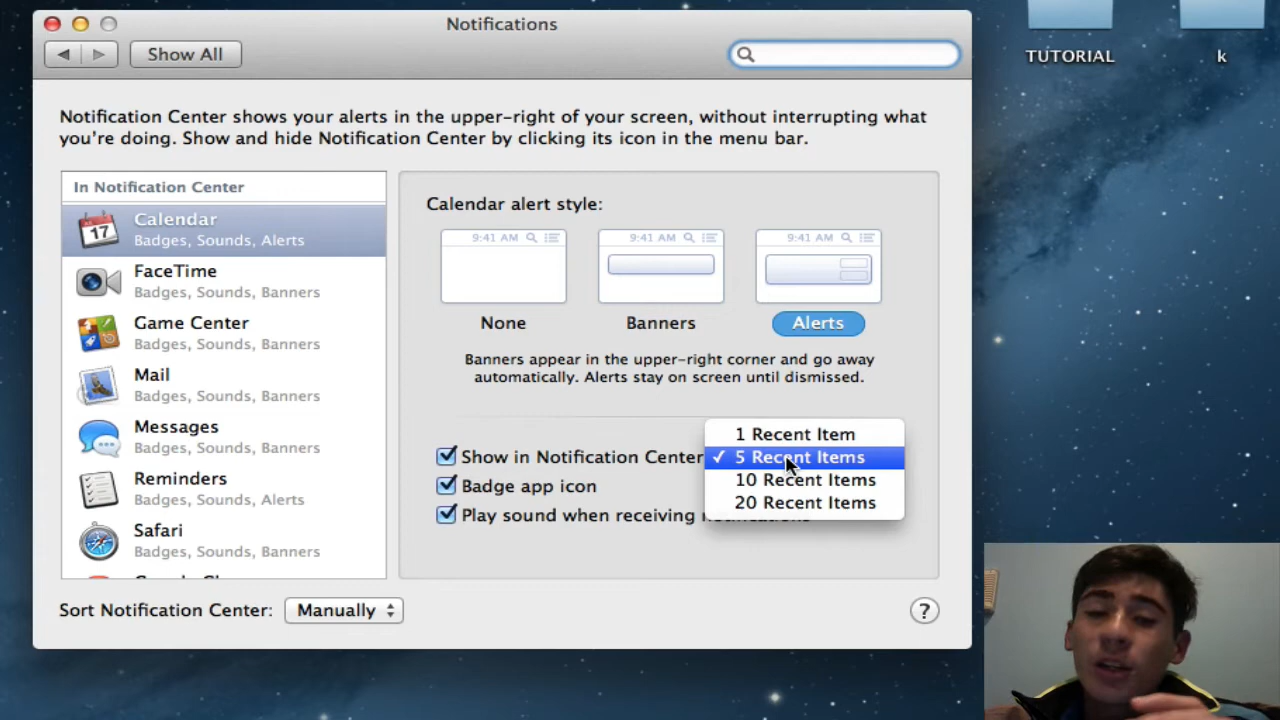 Notifications
Show All
TUTORIAL
k
Notification Center shows your alerts in the upper-right of your screen, without interrupting what
you're doing. Show and hide Notification Center by clicking its icon in the menu bar.
In Notification Center
Calendar
Badges, Sounds, Alerts
FaceTime
Badges, Sounds, Banners
Game Center
Badges, Sounds, Banners
Mail
Badges, Sounds, Banners
Messages
Badges, Sounds, Banners
Reminders
Badges, Sounds, Alerts
Safari
Badges, Sounds, Banners
17
Calendar alert style:
9:41 AM
9:41 AM
9:41 AM
None
Banners
Alerts
Banners appear in the upper-right corner and go away
automatically. Alerts stay on screen until dismissed.
Show in Notification Center
Badge app icon
Play sound when receiving
1 Recent Item
✓ 5 Recent Items
10 Recent Items
20 Recent Items
Sort Notification Center: Manually
?